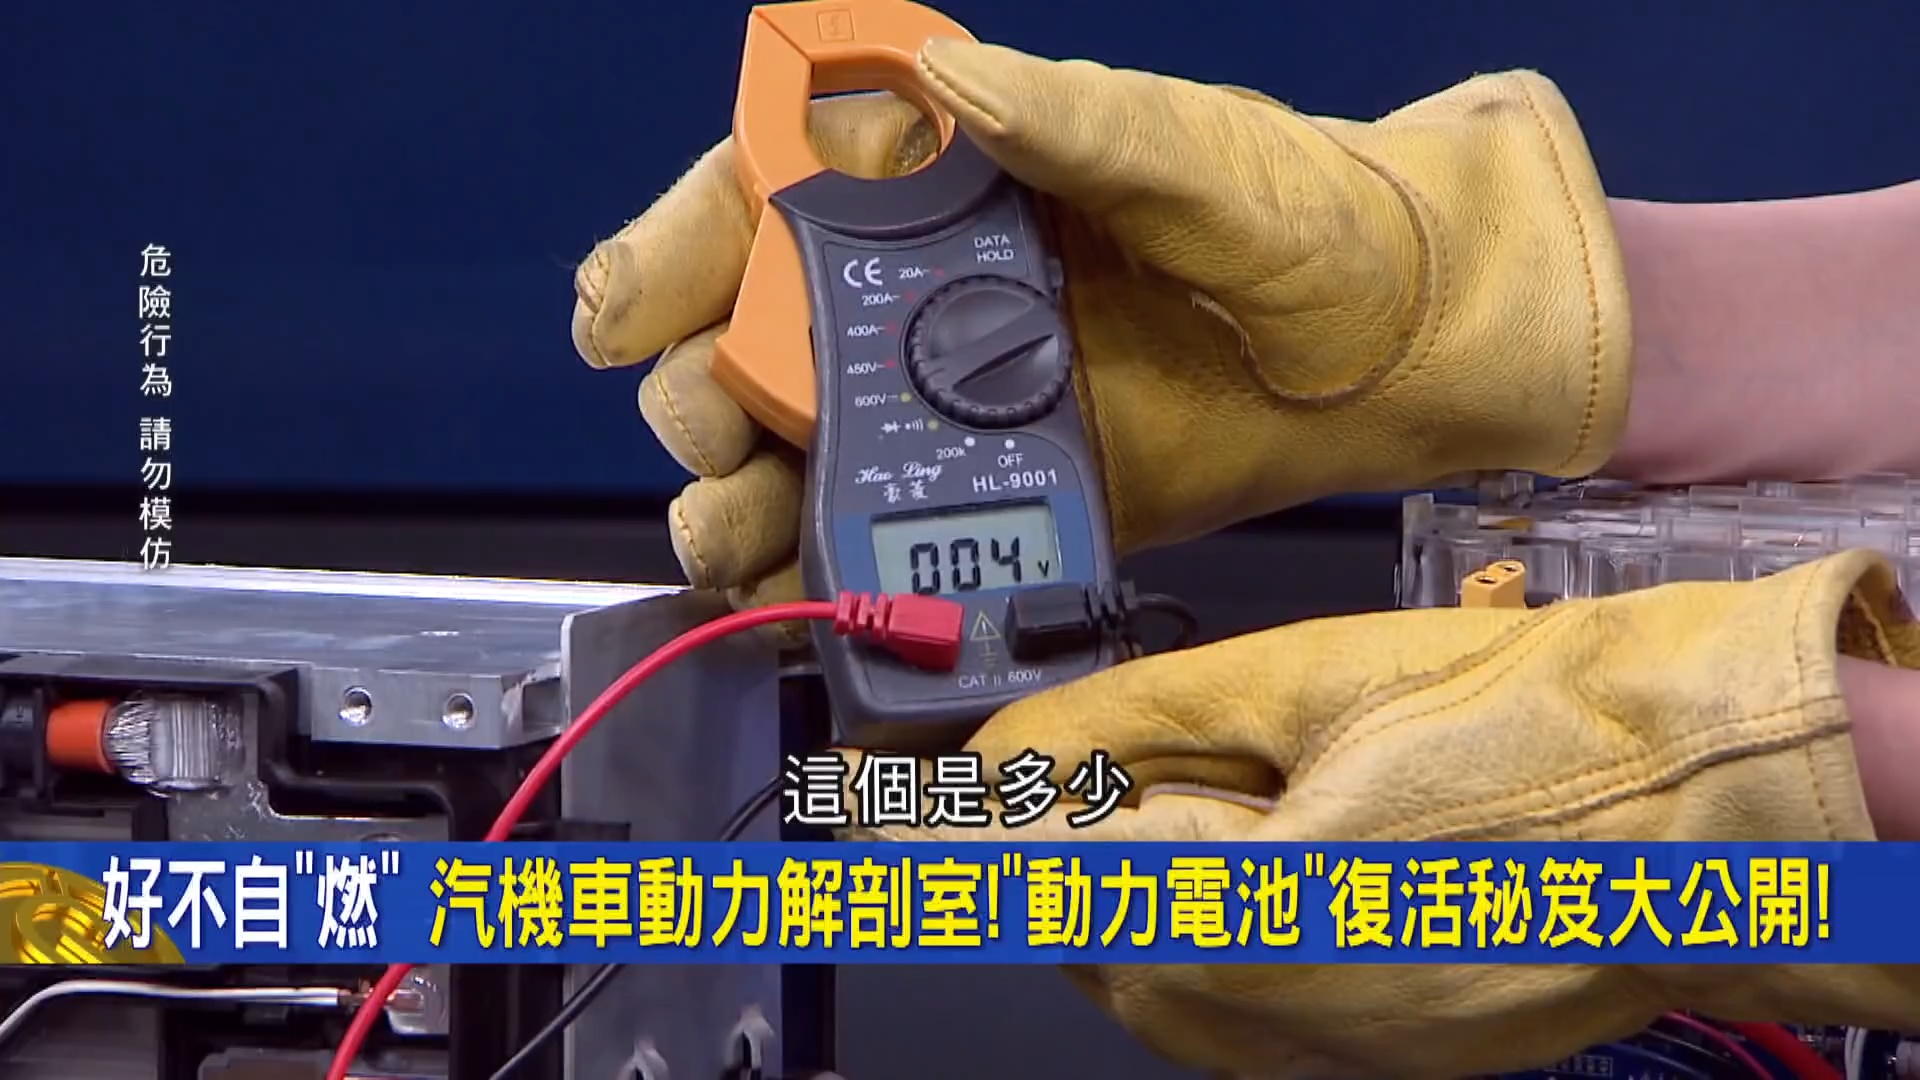 危險行為 請勿模仿
DATA
HOLD
CE
20A~
200A~
400A~
450V~
600V
200k
OFF
Hao Ling
豪菱
HL-9001
004 V
CAT II 600V
這個是多少
好不自"燃" 汽機車動力解剖室!"動力電池"復活秘笈大公開!